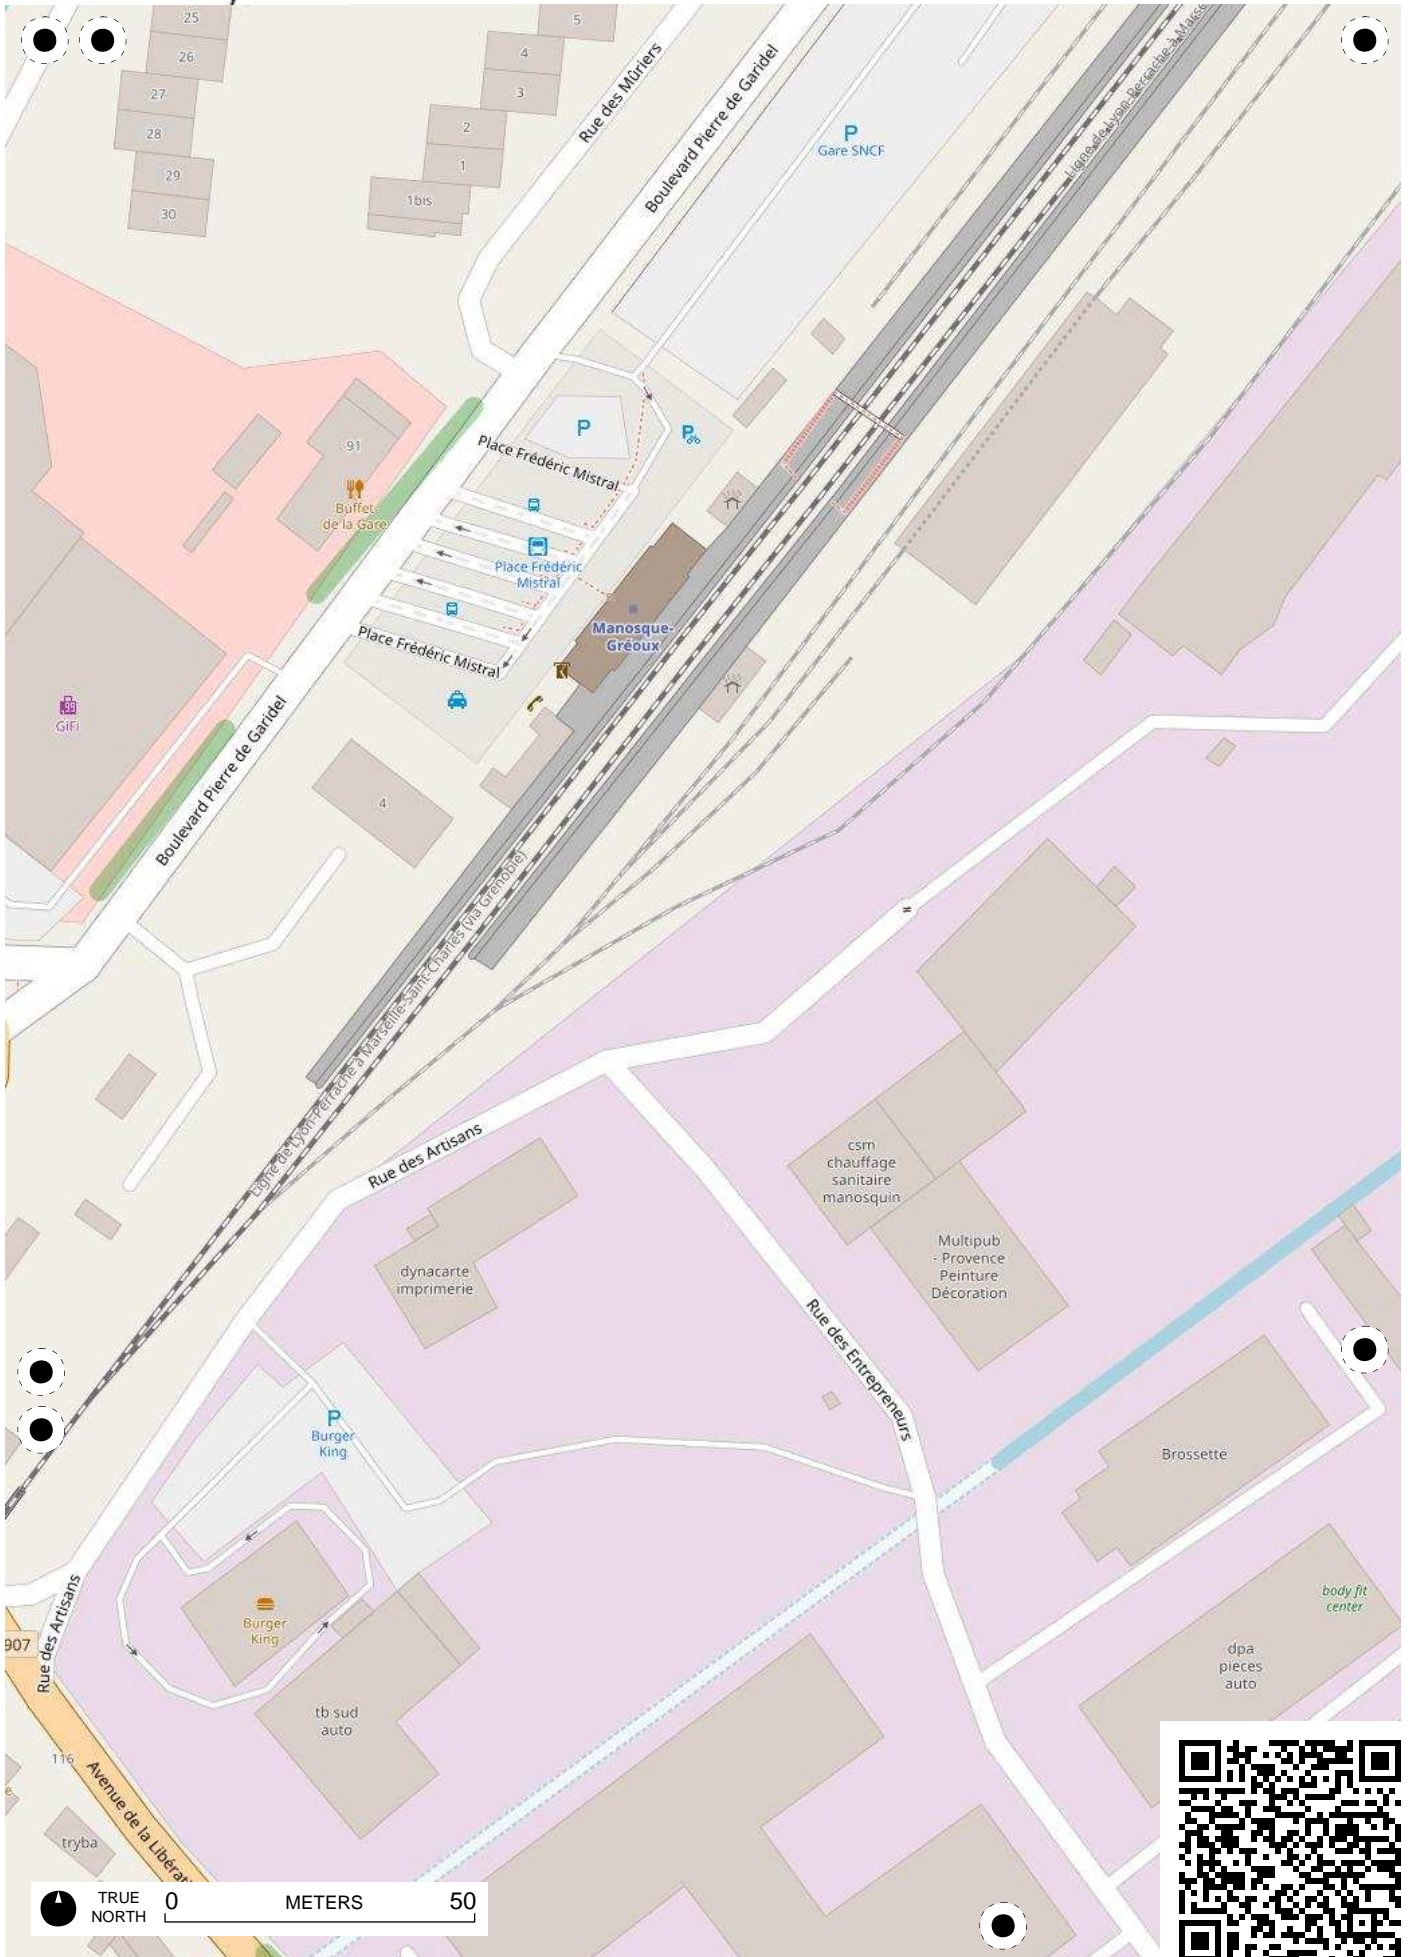 25
26
27
28
29
30
5
4
3
2
1
1bis
Rue des Mûriers
Boulevard Pierre de Garidel
P
Gare SNCF
Ligne de Lyon-Perrache à Marse
91
Buffet
de la Gare
P
P
Place Frédéric Mistral
Place Frédéric
Mistral
Manosque-
Gréoux
Place Frédéric Mistral
99
GiFi
Boulevard Pierre de Garidel
4
Ligne de Lyon-Perrache à Marseille-Saint-Charles (via Grenoble)
Rue des Artisans
csm
chauffage
sanitaire
manosquin
Multipub
- Provence
Peinture
Décoration
dynacarte
imprimerie
Rue des Entrepreneurs
P
Burger
King
Brossette
Burger
King
body fit
center
dpa
pieces
auto
907
Rue des Artisans
tb sud
auto
116
Avenue de la Libérati
e
tryba
TRUE
NORTH
0 METERS 50